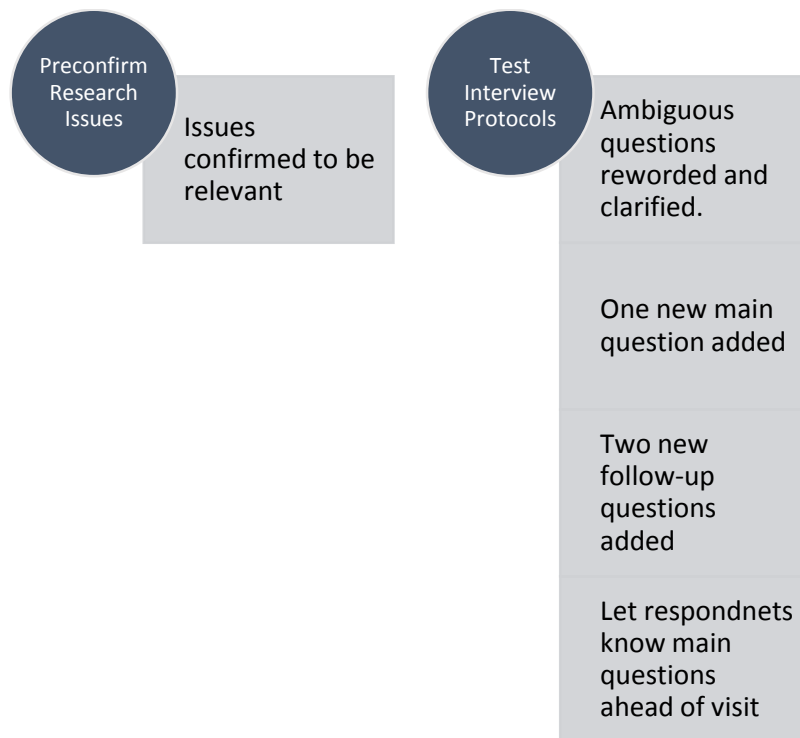 Preconfirm
Research
Issues
Issues
confirmed to be
relevant
Test
Interview
Protocols
Ambiguous
questions
reworded and
clarified.
One new main
question added
Two new
follow-up
questions
added
Let respondnets
know main
questions
ahead of visit